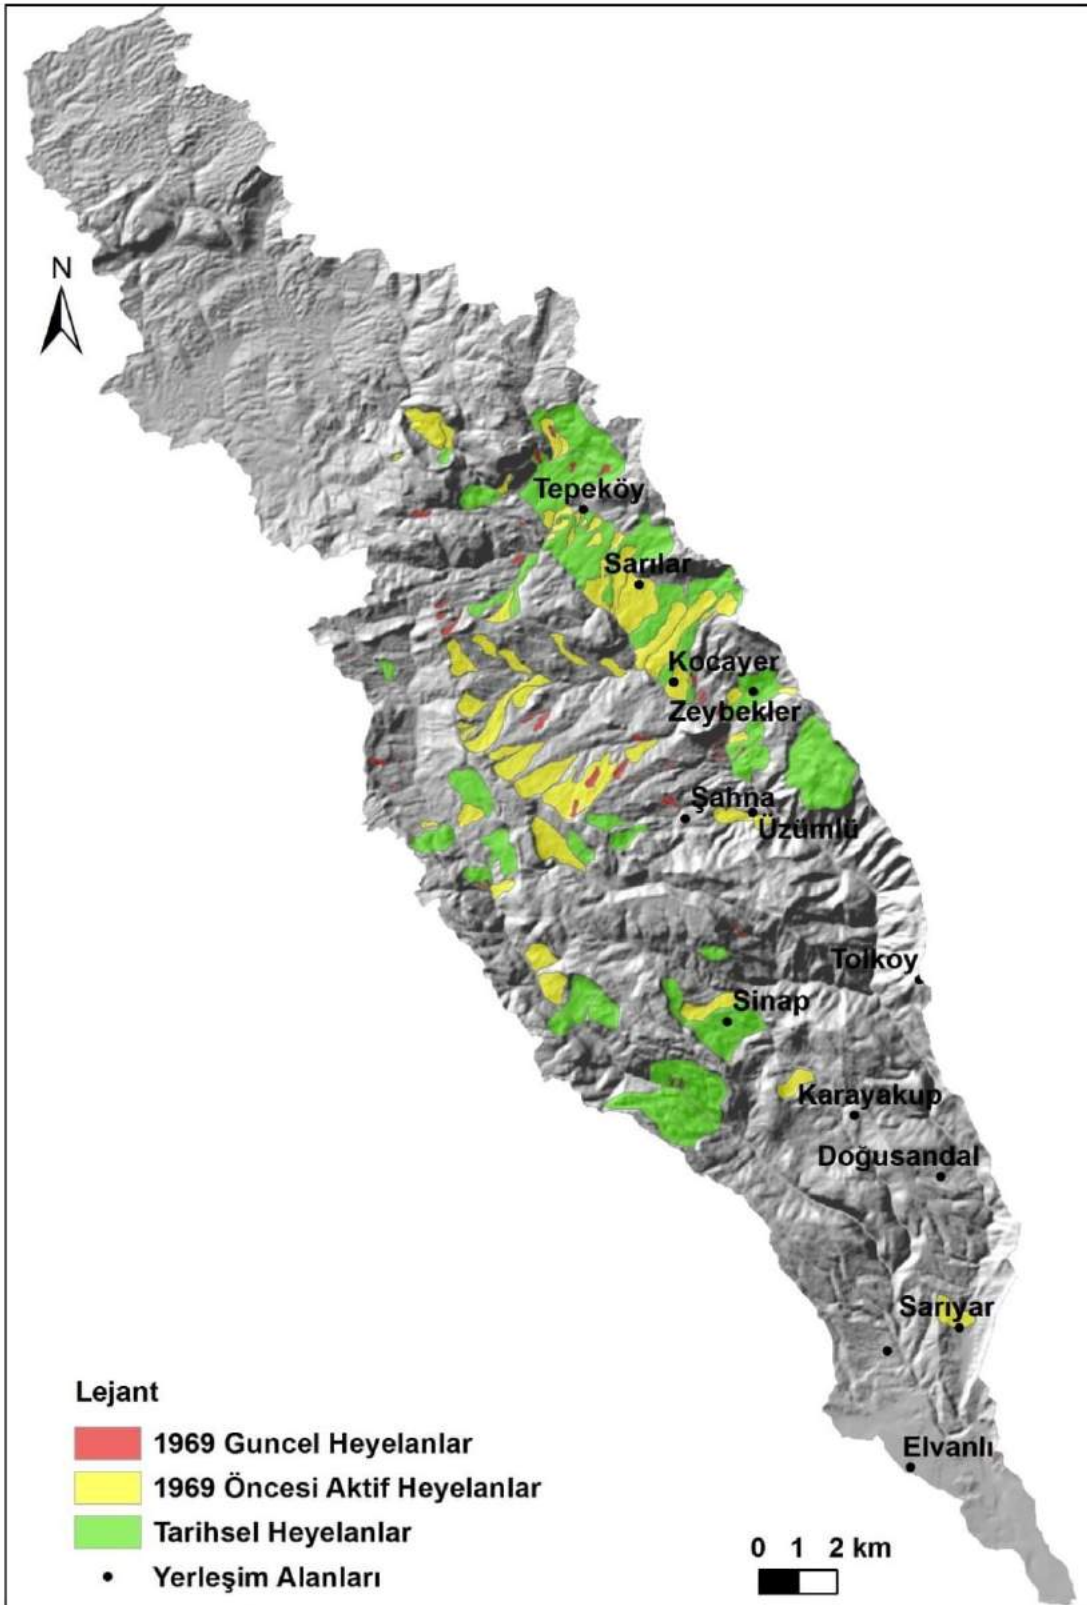 N
Tepeköy
Sarılar
Kocayer
Zeybekler
Şahna
Üzümlü
Tolköy
Sinap
Karayakup
Doğusandal
Sarıyar
Elvanlı
Lejant
1969 Guncel Heyelanlar
1969 Öncesi Aktif Heyelanlar
Tarihsel Heyelanlar
Yerleşim Alanları
0 1 2 km